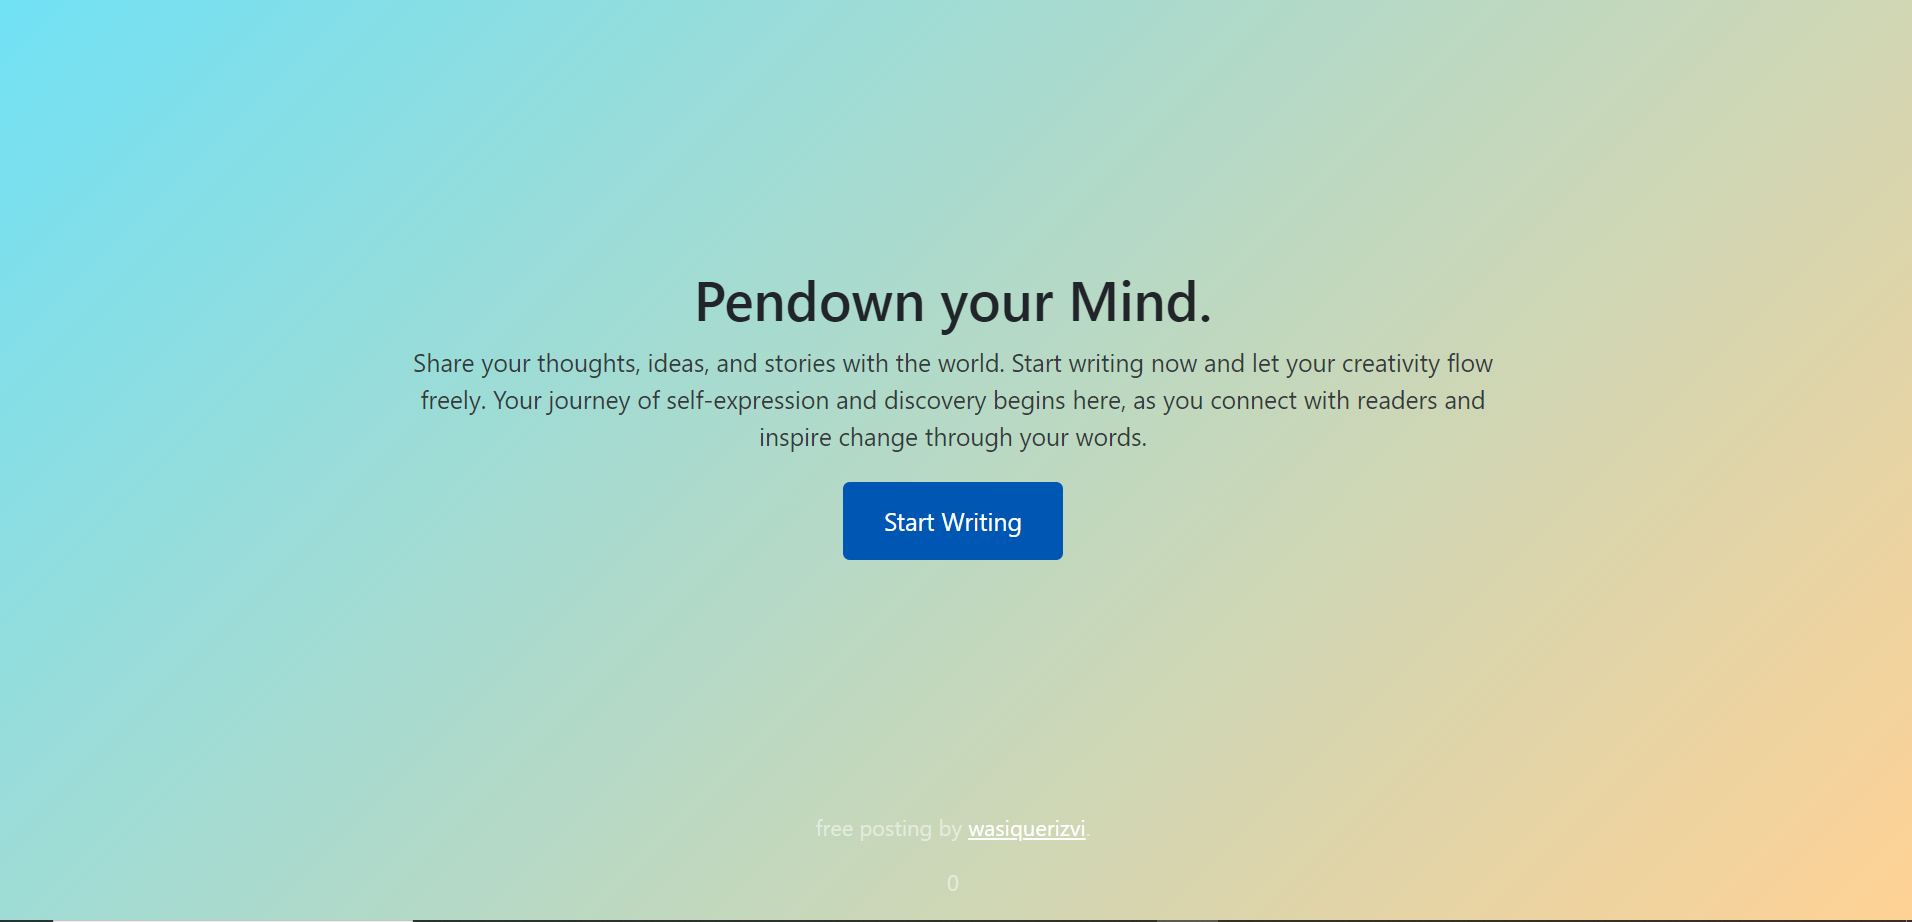 Pendown your Mind.
Share your thoughts, ideas, and stories with the world. Start writing now and let your creativity flow
freely. Your journey of self-expression and discovery begins here, as you connect with readers and
inspire change through your words.
Start Writing
free posting by wasiquerizvi.
0